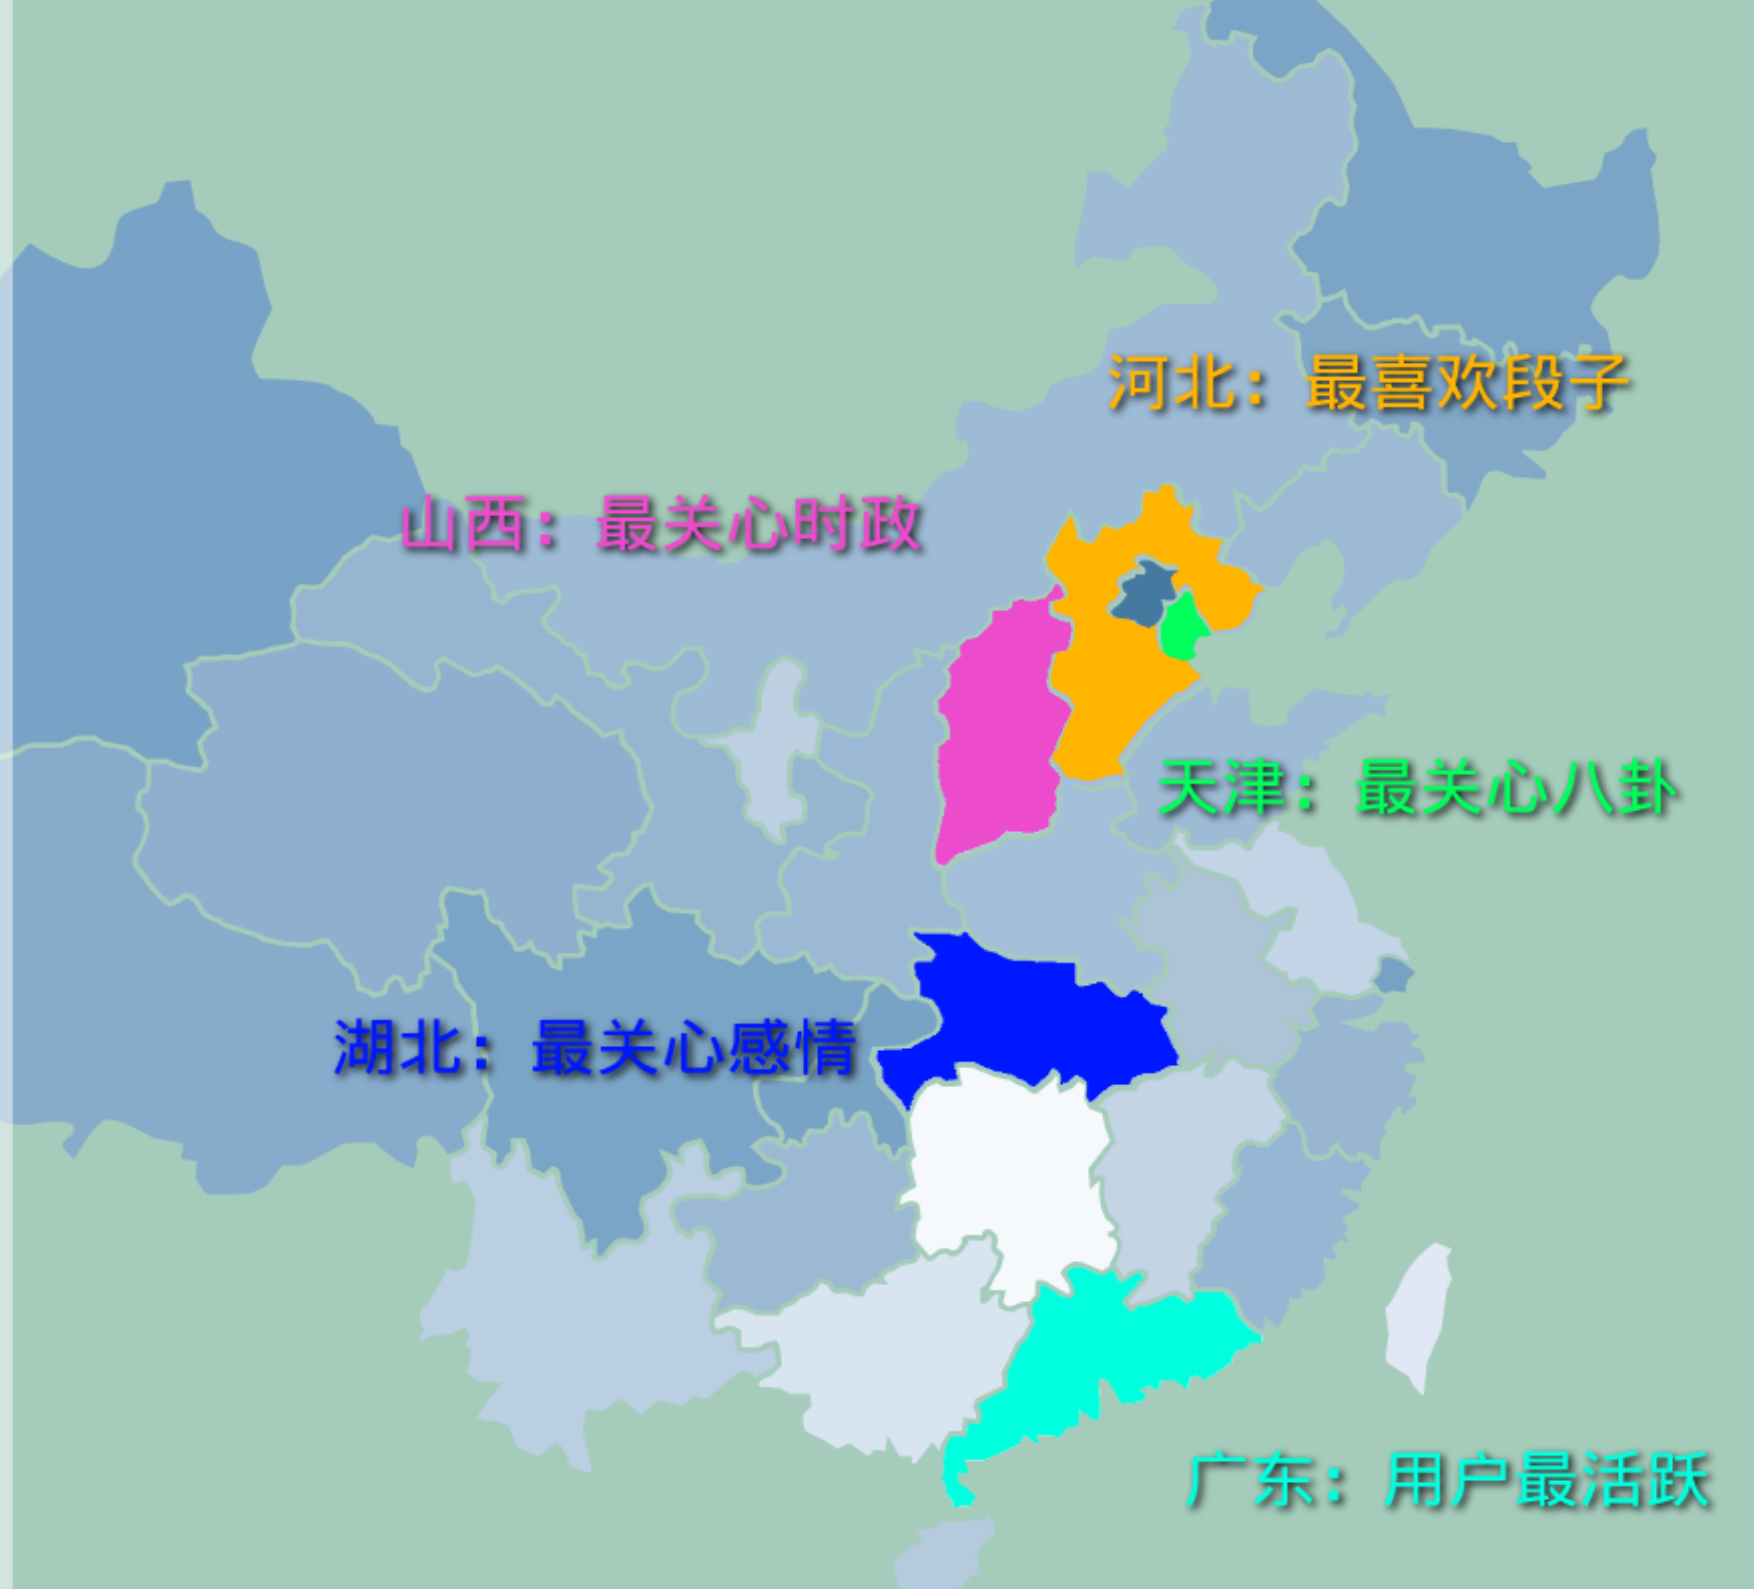 河北：最喜欢段子
山西：最关心时政
天津：最关心八卦
湖北：最关心感情
广东：用户最活跃